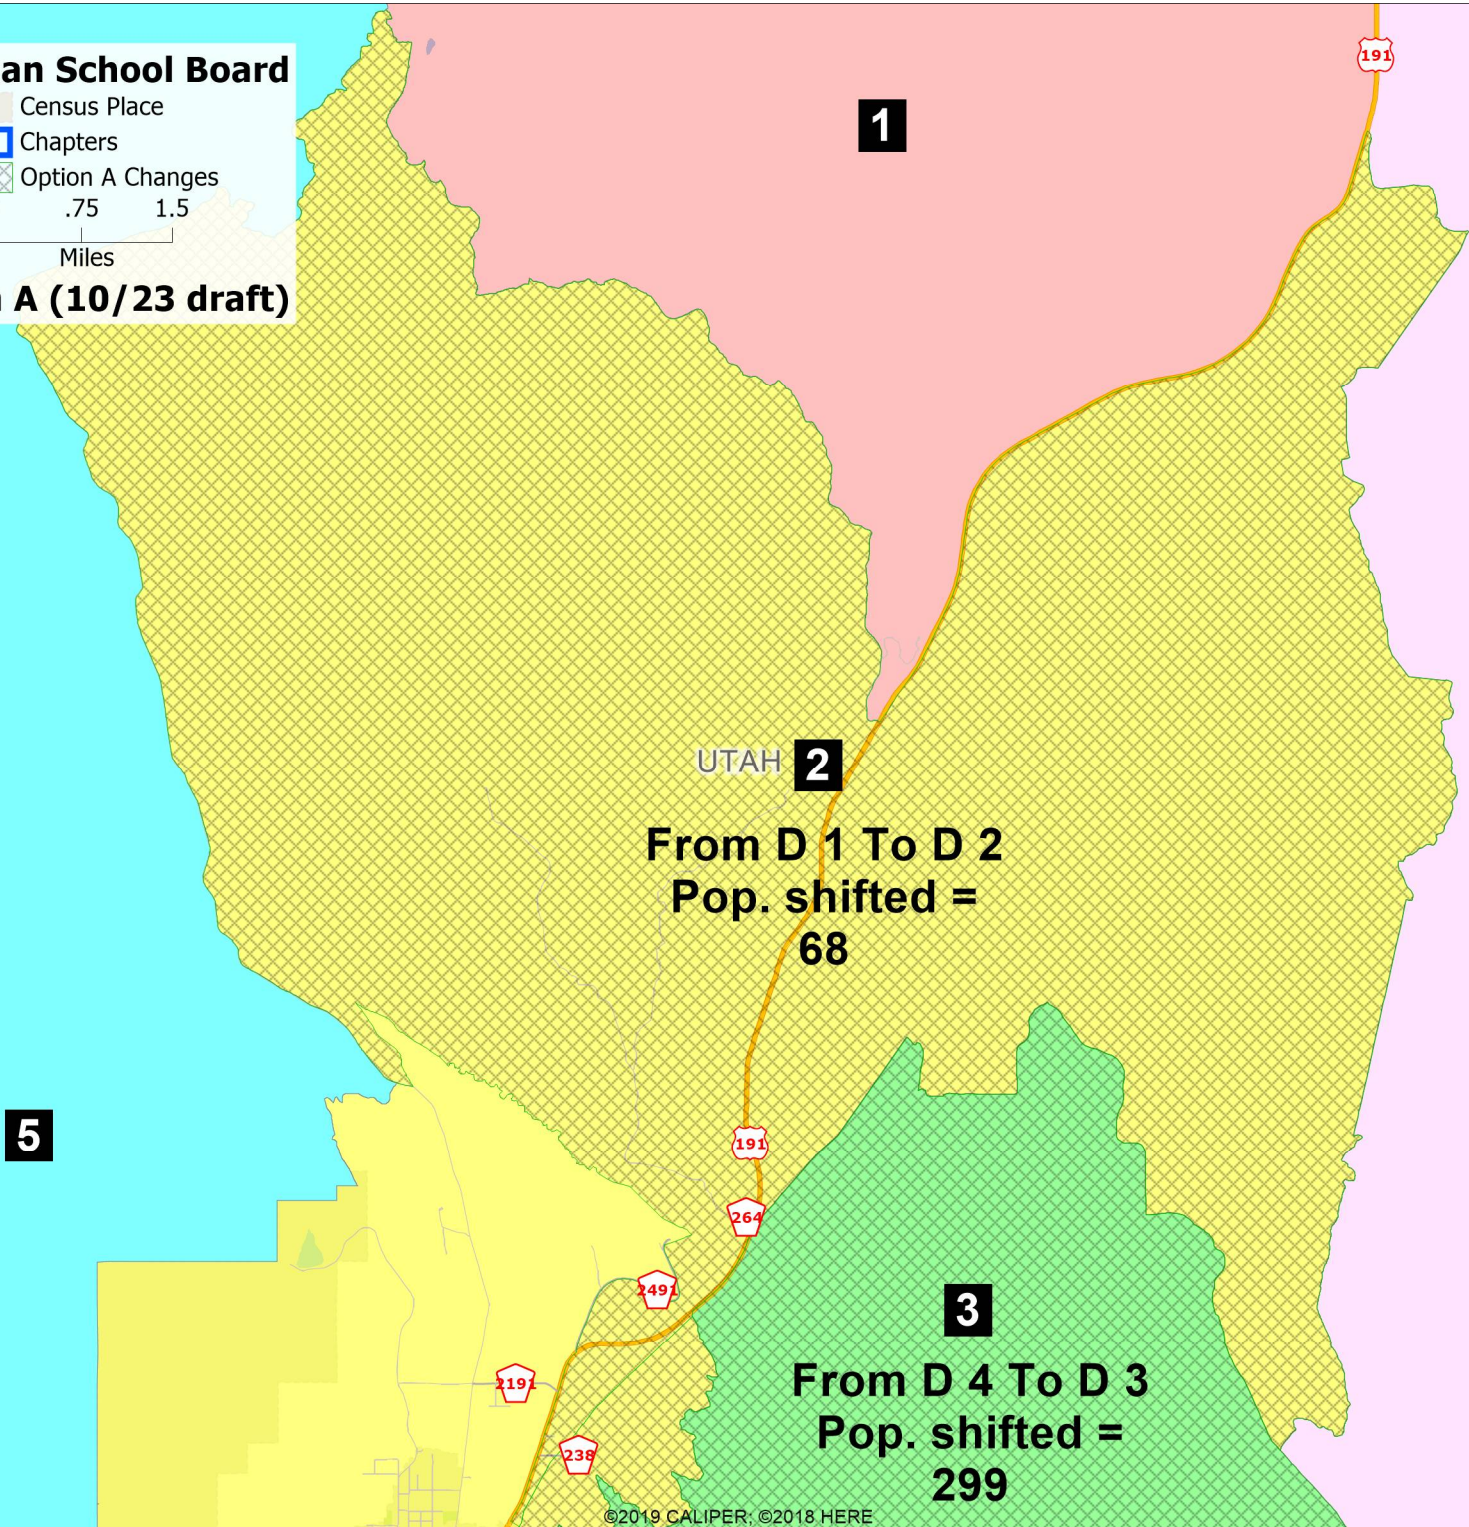 an School Board
Census Place
Chapters
Option A Changes
.75 1.5
Miles
A (10/23 draft)
191
1
UTAH 2
From D 1 To D 2
Pop. shifted =
68
5
191
264
2491
3
2191
From D 4 To D 3
Pop. shifted =
238
299
©2019 CALIPER; ©2018 HERE